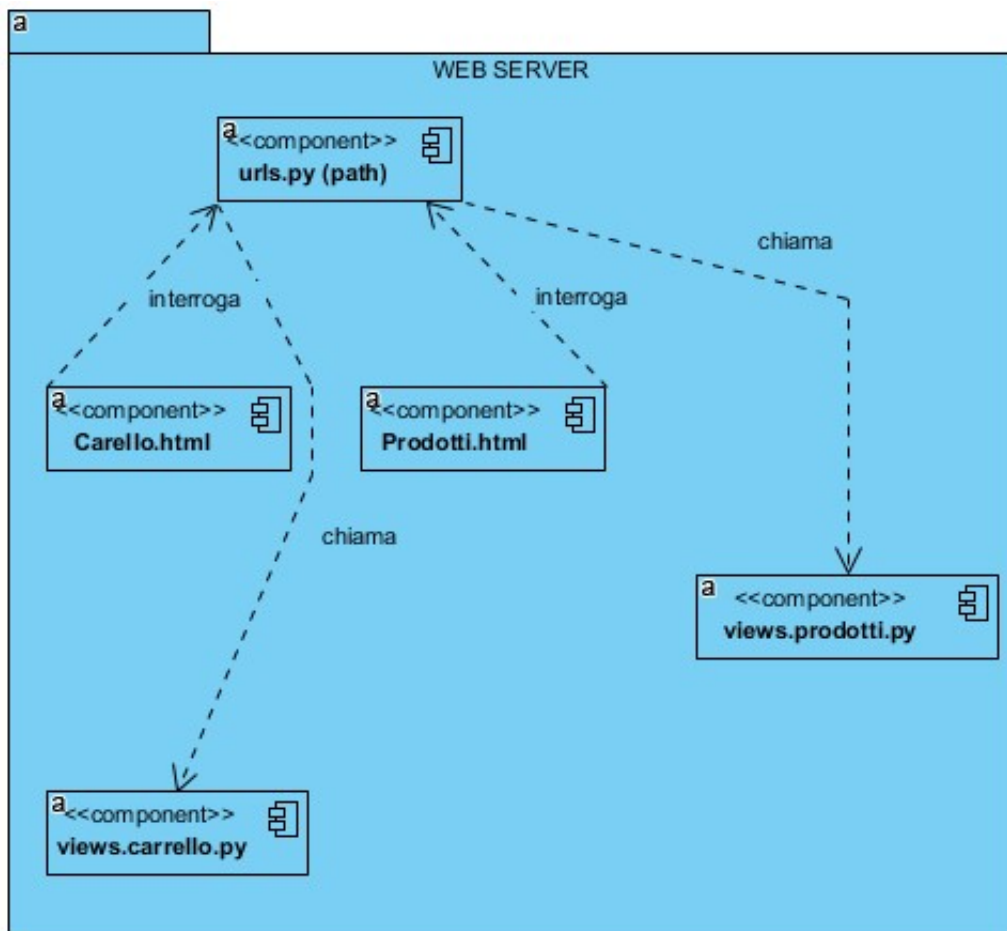 a
WEB SERVER
a
<<component>>
urls.py (path)
chiama
interroga
interroga
a
<<component>>
Carello.html
a
<<component>>
Prodotti.html
chiama
a
<<component>>
views.prodotti.py
a
<<component>>
views.carrello.py